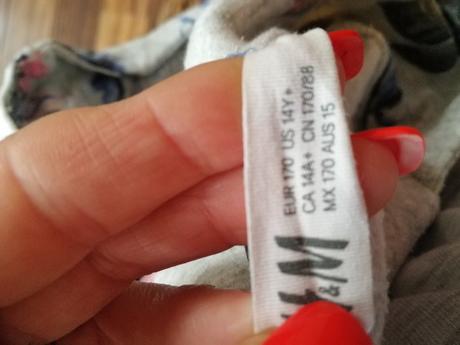 EUR 170 US 14Y+
CA 14A+ CN 170/88
MX 170 AUS 15
H&M